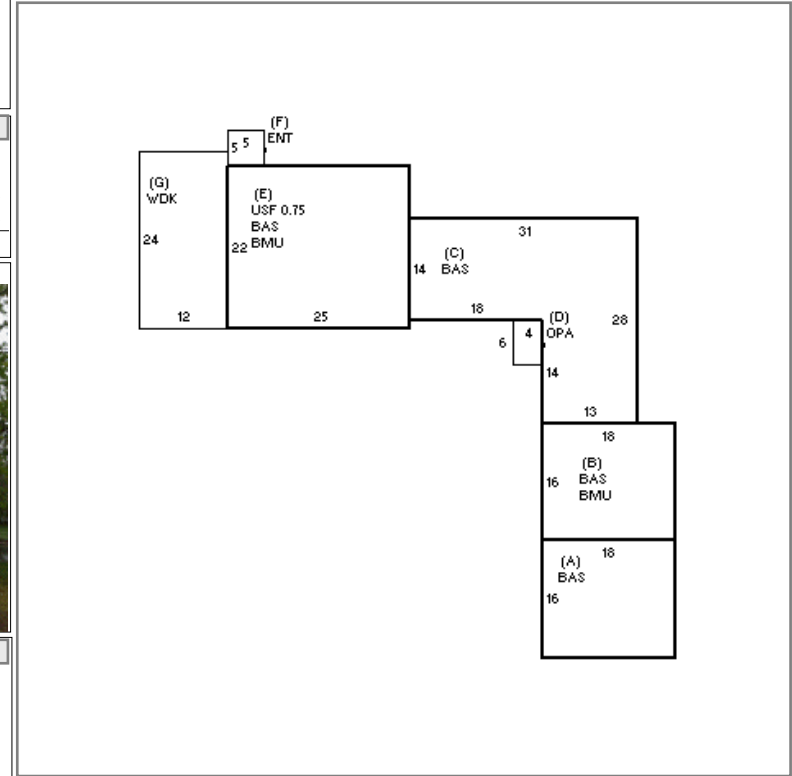 (F)
ENT
5 5
(G)
WDK
24
12
(E)
USF 0.75
BAS
BMU
22
25
31
(C)
BAS
14
18
28
(D)
OPA
4
6
14
13
18
(B)
BAS
BMU
16
18
(A)
BAS
16